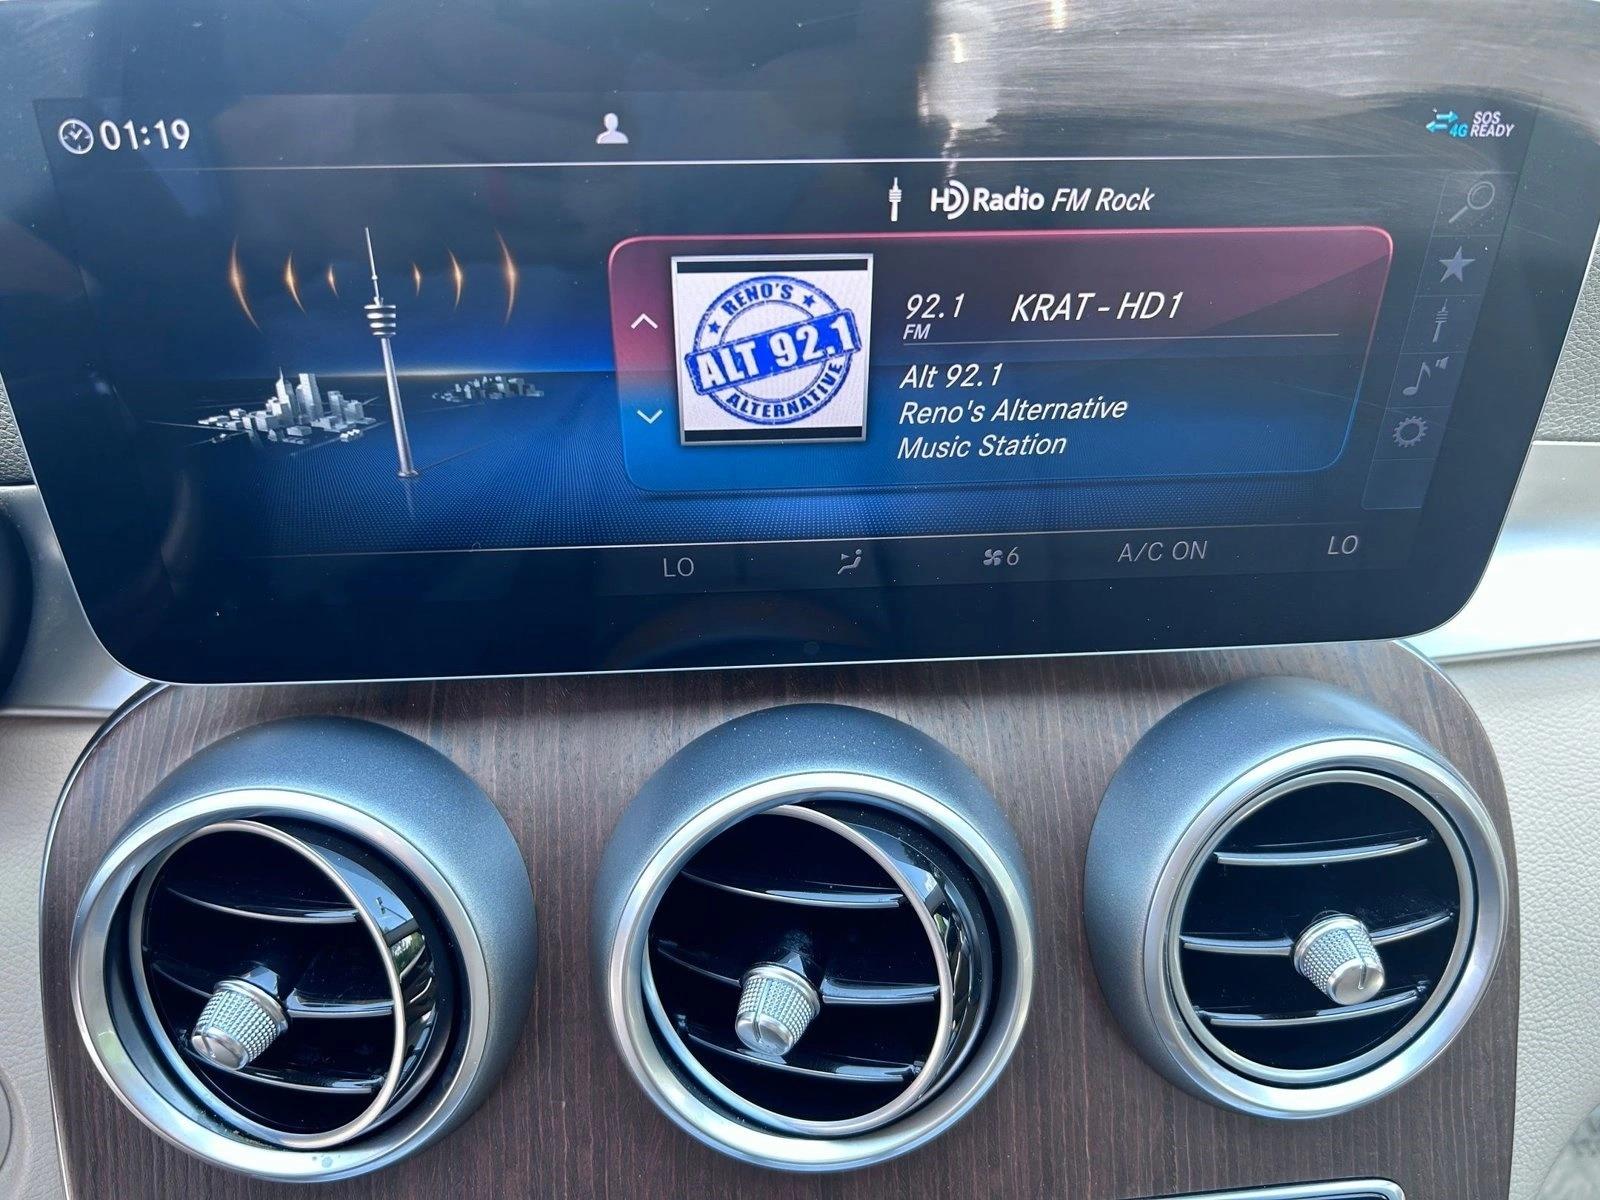 01:19
4G SOS READY
HD Radio FM Rock
RENO'S
ALT 92.1
ALTERNATIVE
92.1 FM KRAT - HD1
Alt 92.1
Reno's Alternative
Music Station
LO 6 A/C ON LO